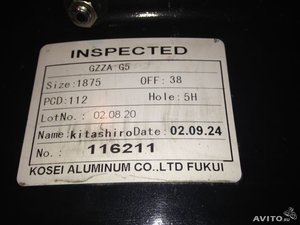 INSPECTED
GZZA G5
Size: 1875 OFF: 38
PCD: 112 Hole: 5H
LotNo.: 02.08.20
Name: kitashiro Date: 02.09.24
No.: 116211
KOSEI ALUMINUM CO.,LTD FUKUI
AVITO.ru